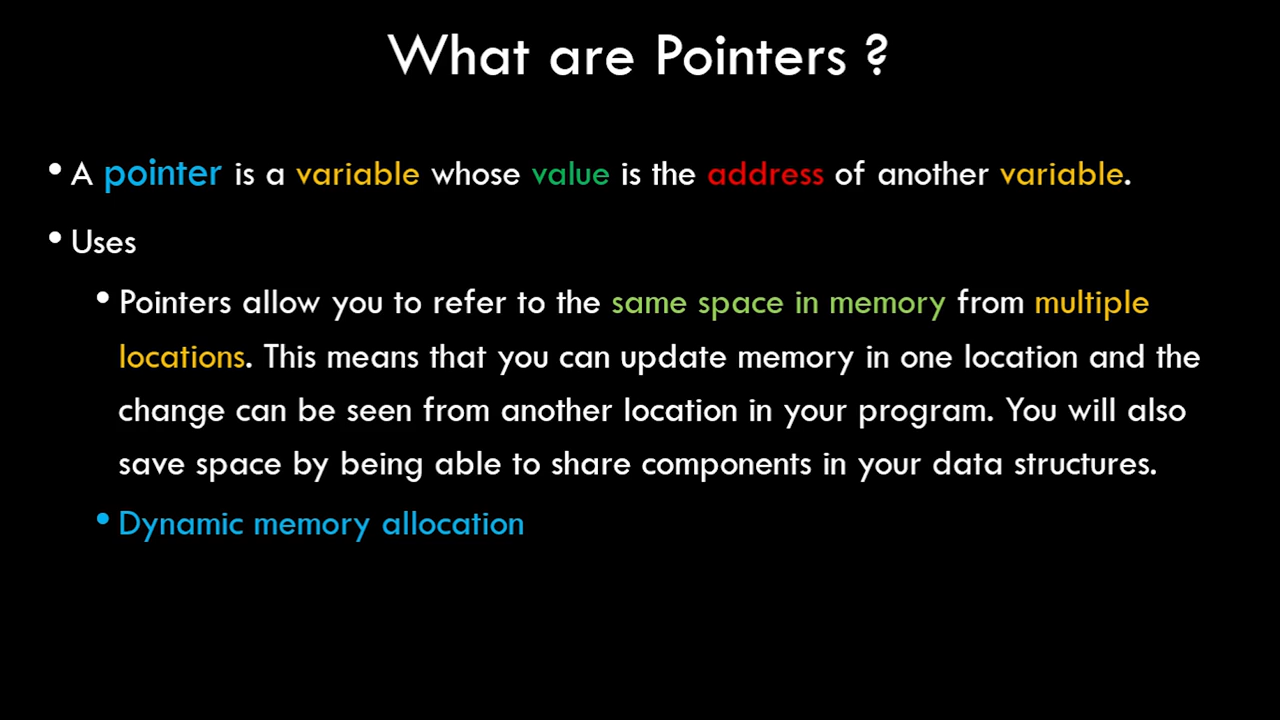 What are Pointers ?
• A pointer is a variable whose value is the address of another variable.
• Uses
• Pointers allow you to refer to the same space in memory from multiple
locations. This means that you can update memory in one location and the
change can be seen from another location in your program. You will also
save space by being able to share components in your data structures.
• Dynamic memory allocation